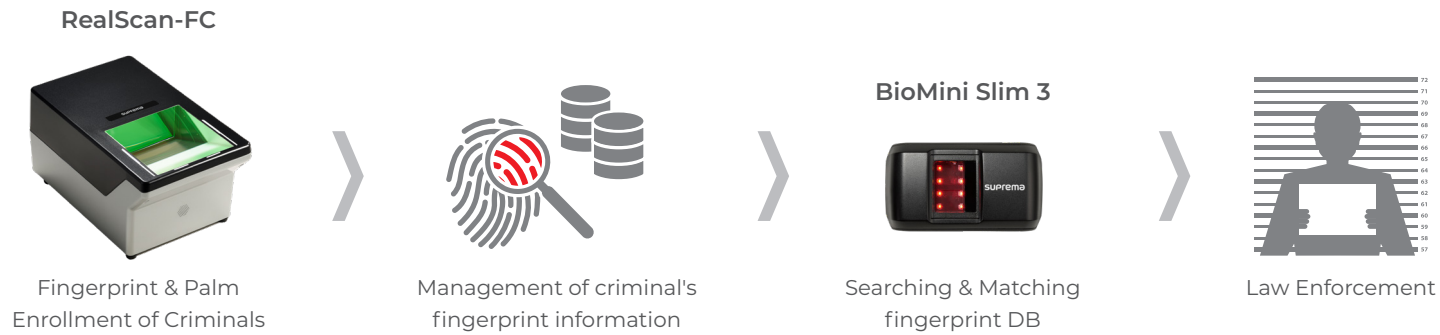 RealScan-FC
suprema
Fingerprint & Palm
Enrollment of Criminals
Management of criminal's
fingerprint information
BioMini Slim 3
suprema
Searching & Matching
fingerprint DB
72
71
70
69
68
67
66
65
64
63
62
61
60
59
58
57
Law Enforcement